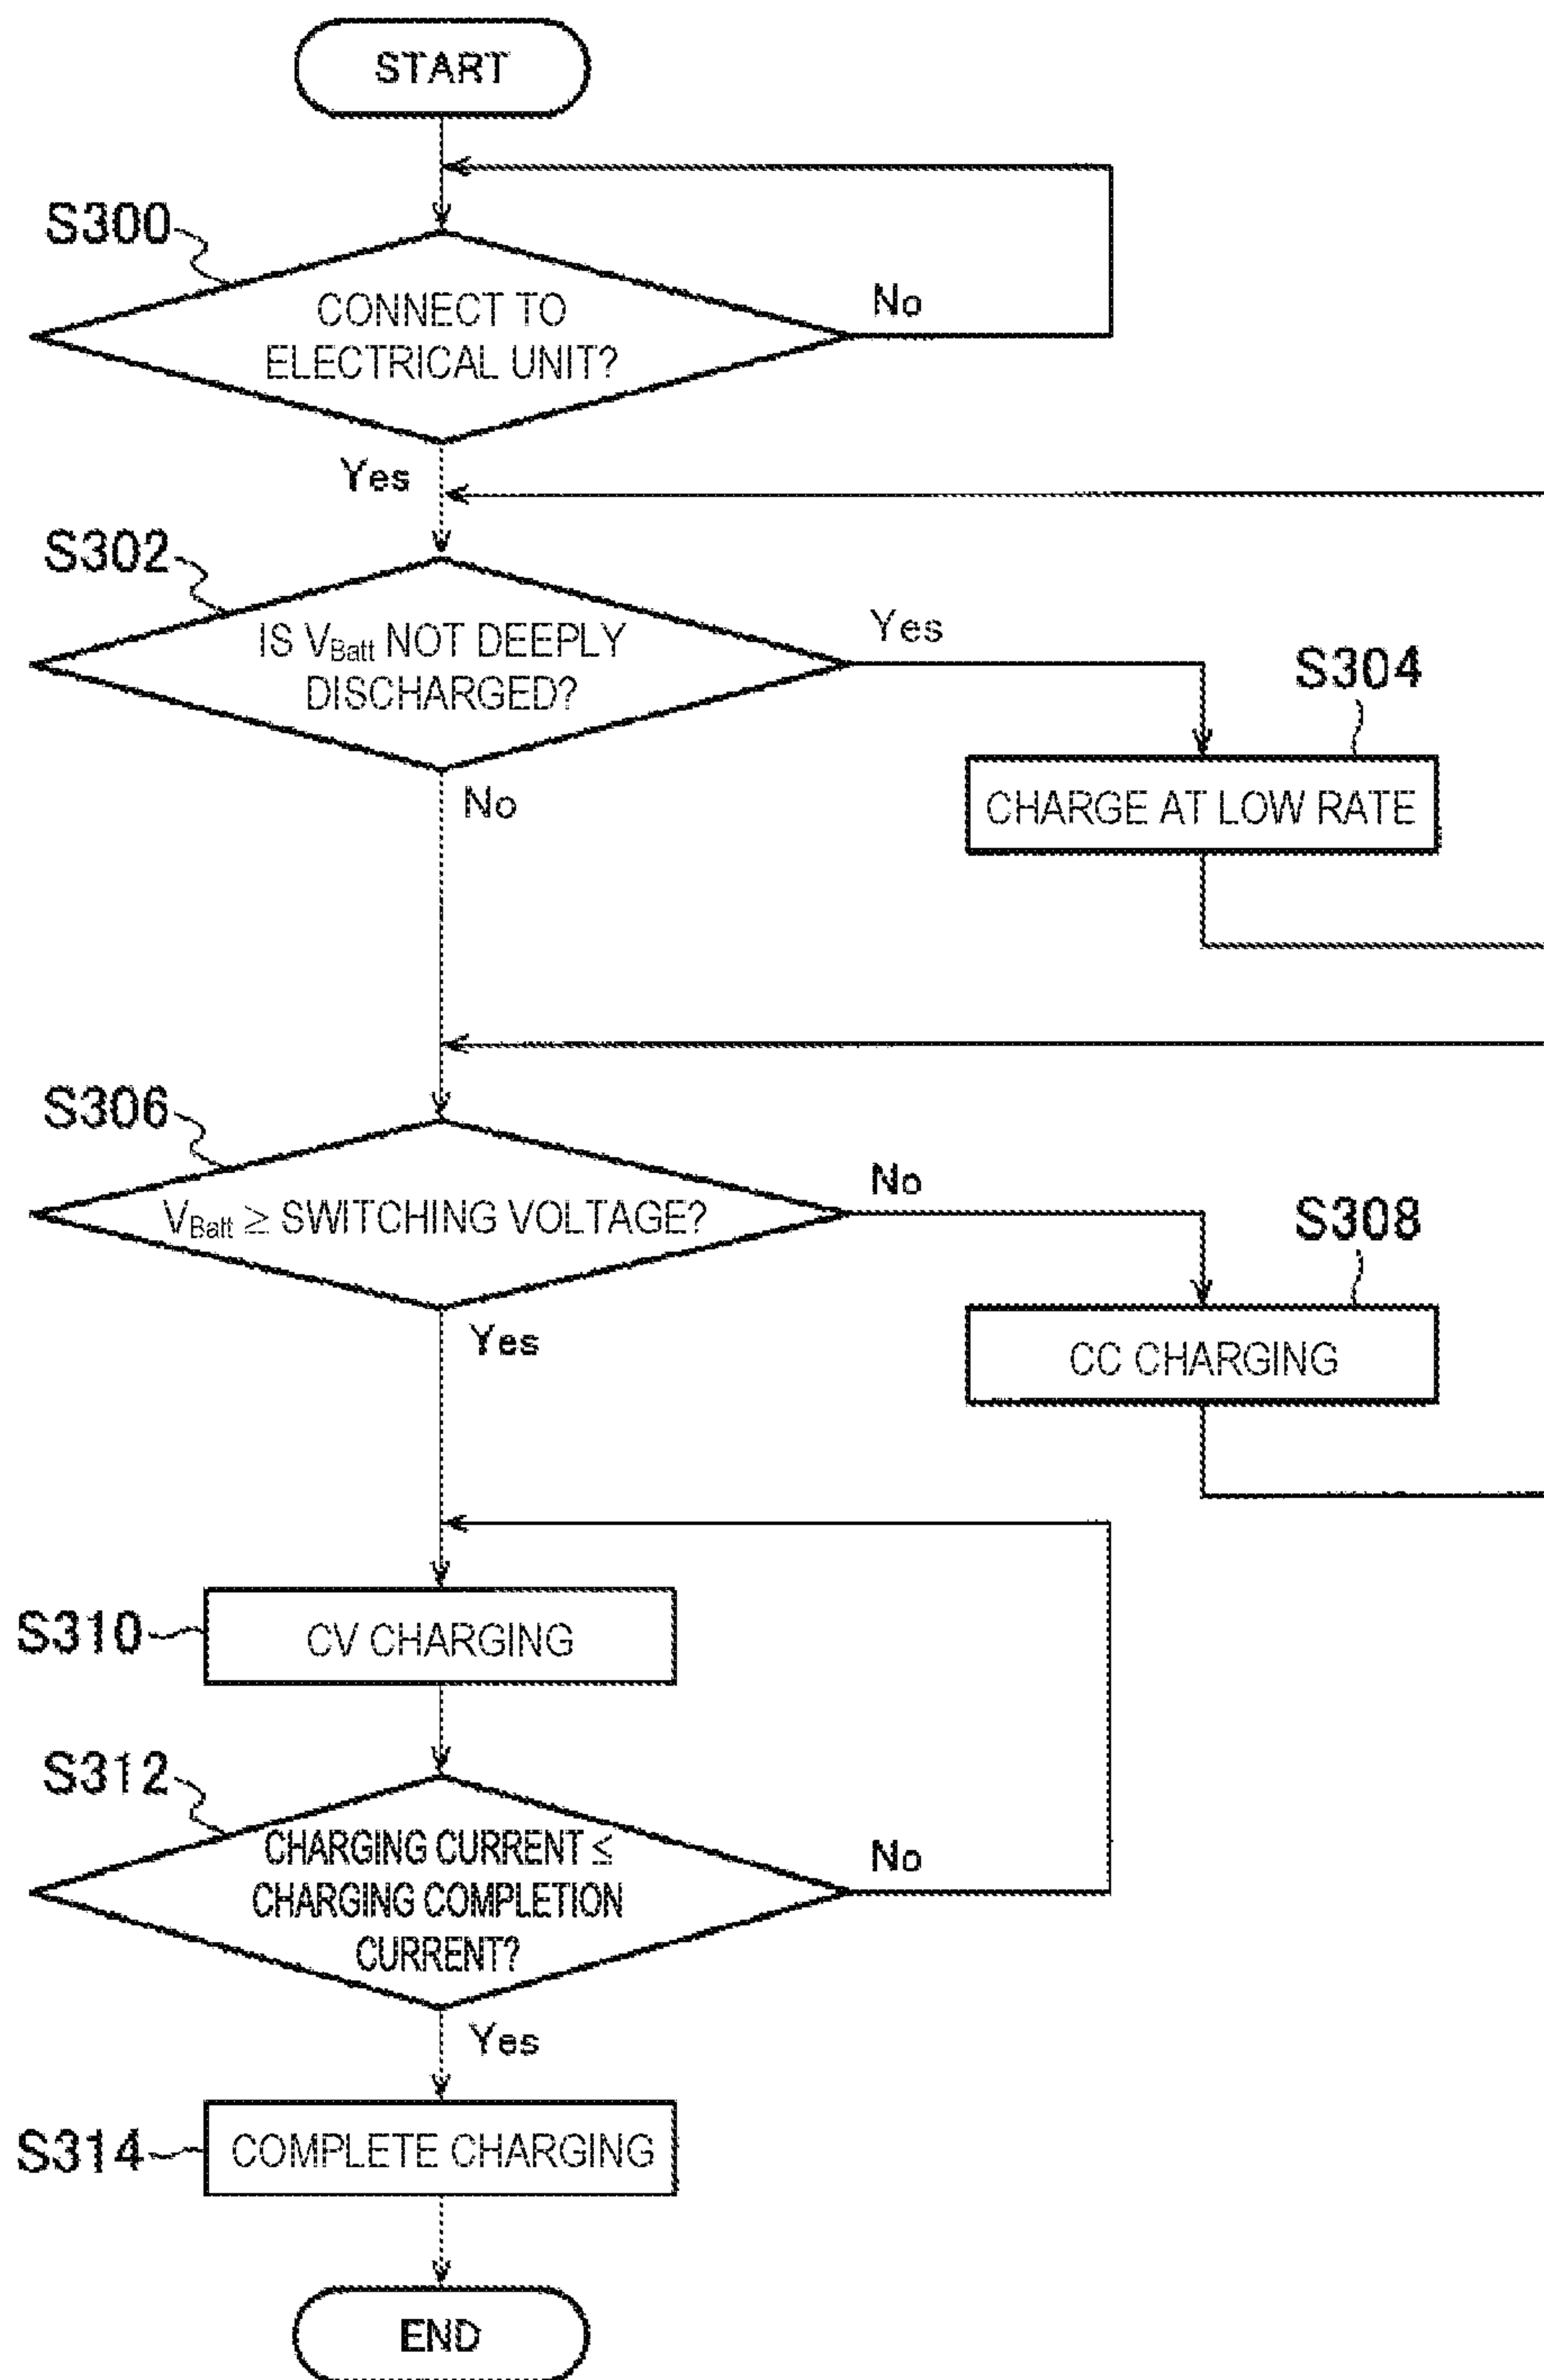 START
S300
CONNECT TO
ELECTRICAL UNIT?
No
Yes
S302
IS VBatt NOT DEEPLY
DISCHARGED?
Yes
No
S304
CHARGE AT LOW RATE
S306
VBatt ≥ SWITCHING VOLTAGE?
No
Yes
S308
CC CHARGING
S310
CV CHARGING
S312
CHARGING CURRENT ≤
CHARGING COMPLETION
CURRENT?
No
Yes
S314
COMPLETE CHARGING
END